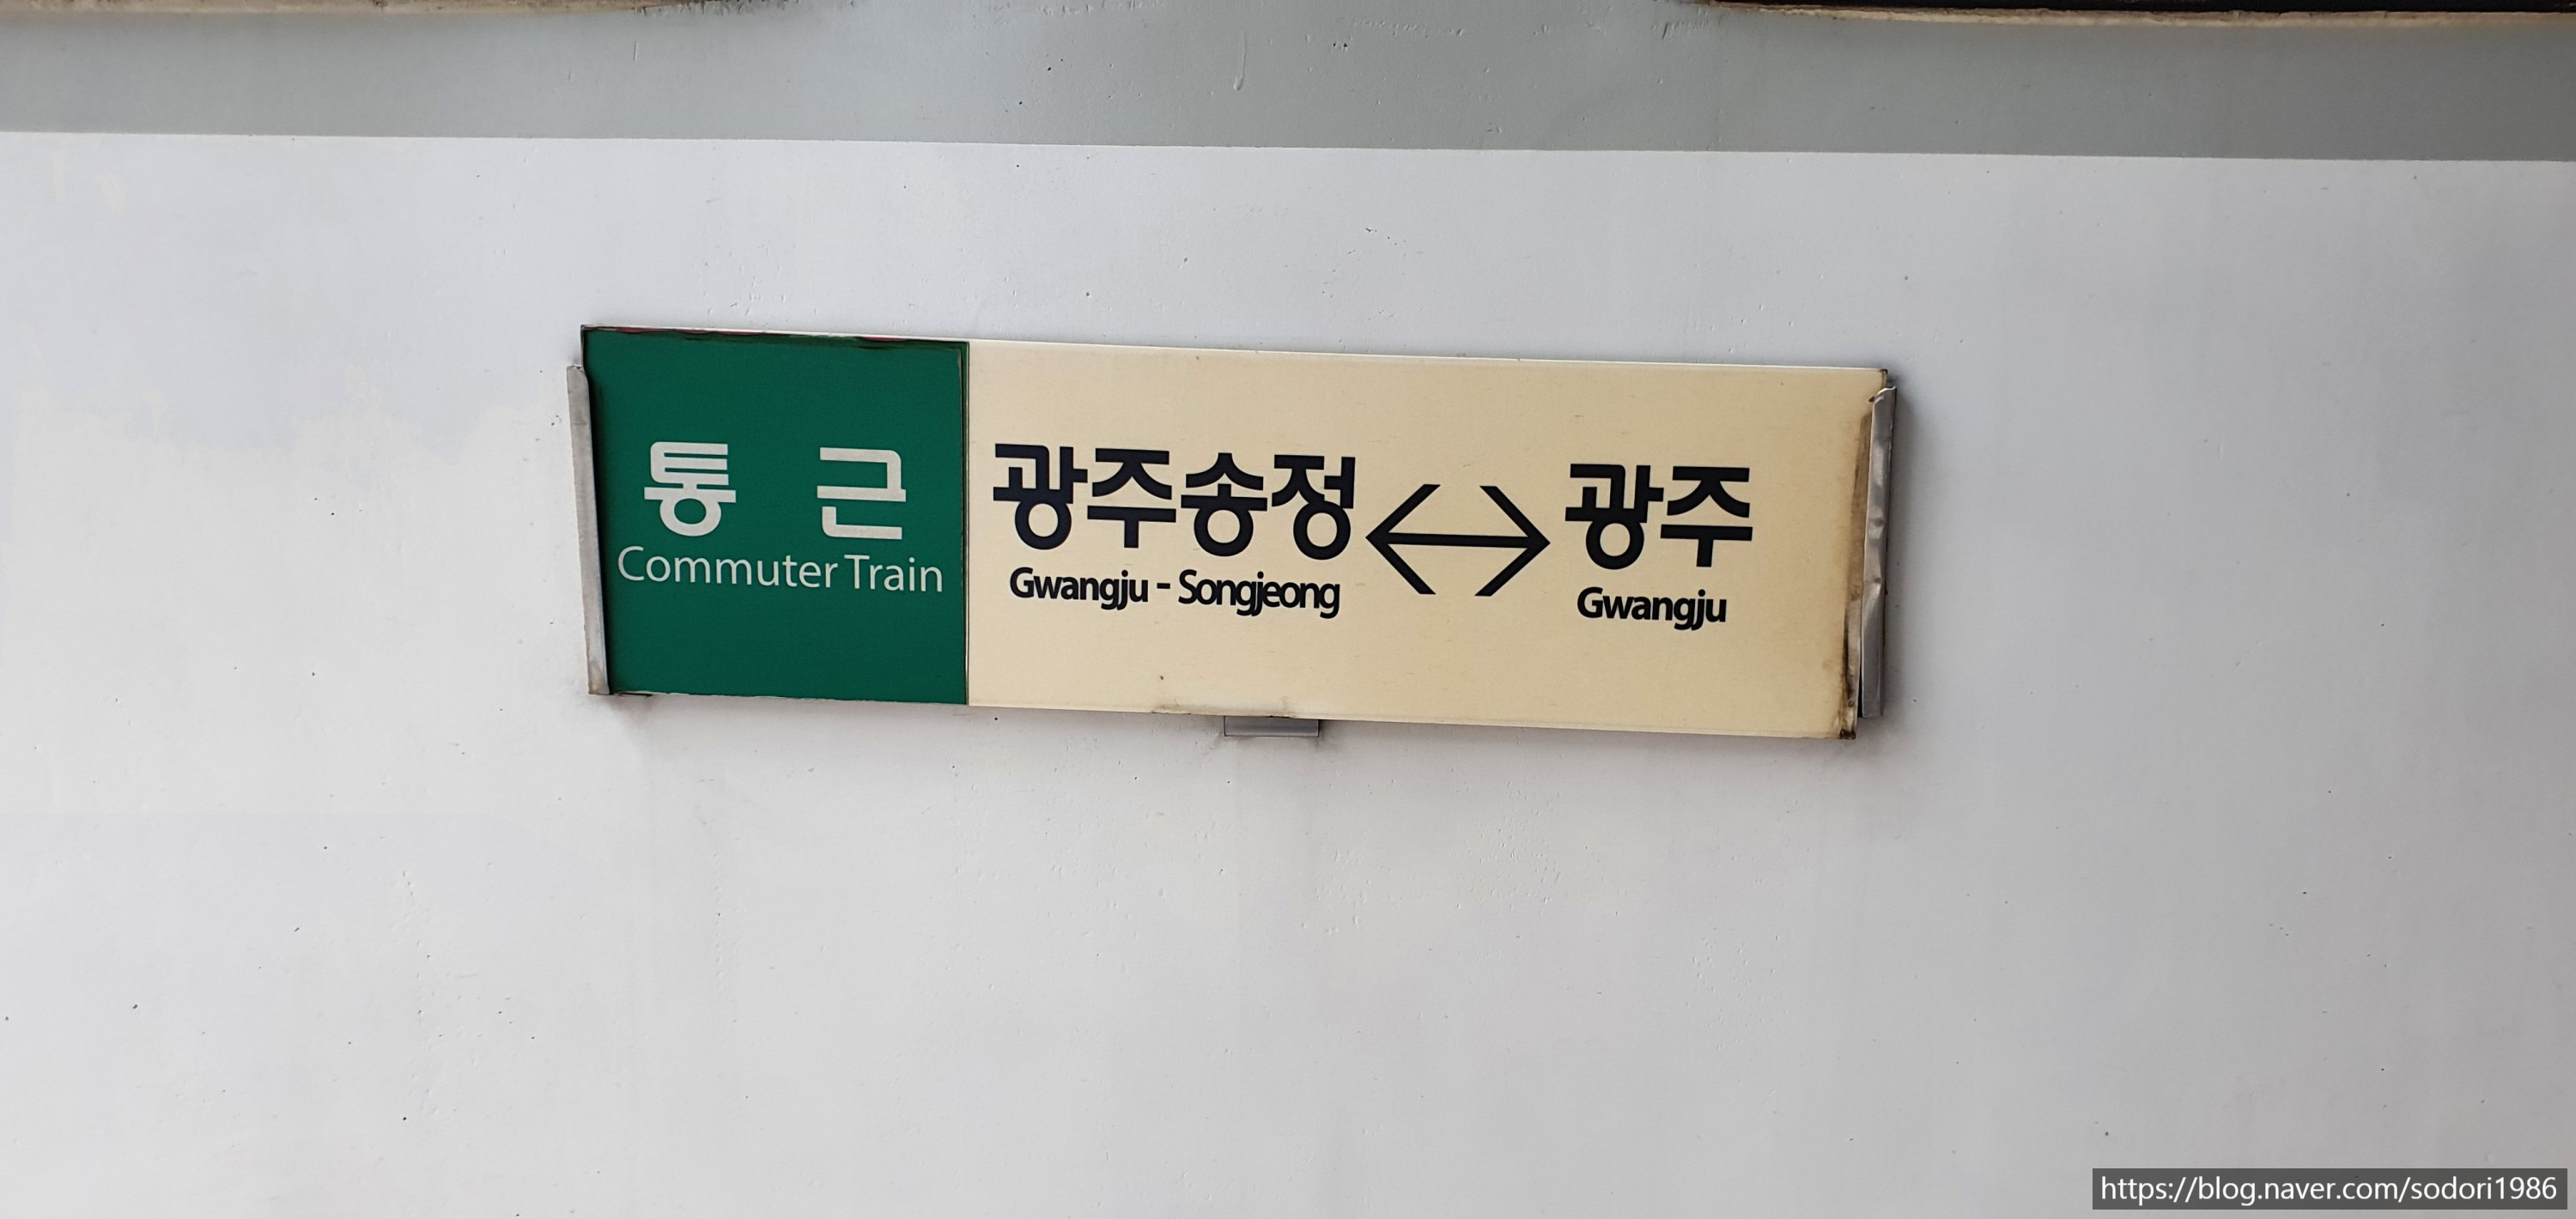 통 근
Commuter Train
광주송정 ↔ 광주
Gwangju - Songjeong Gwangju
https://blog.naver.com/sodori1986